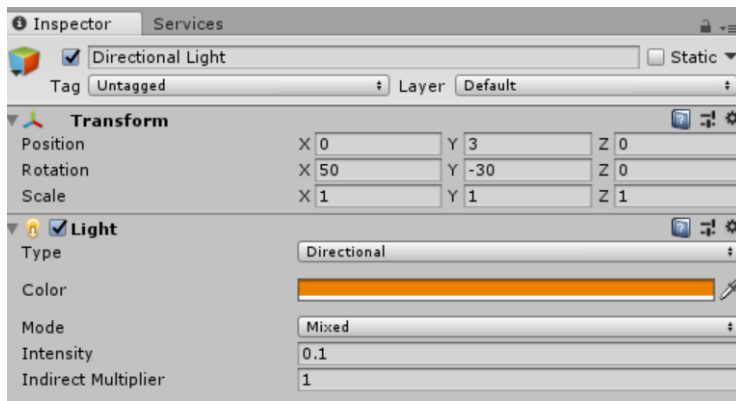 Inspector Services
Directional Light Static
Tag Untagged Layer Default
Transform
Position X 0 Y 3 Z 0
Rotation X 50 Y -30 Z 0
Scale X 1 Y 1 Z 1
Light
Type Directional
Color
Mode Mixed
Intensity 0.1
Indirect Multiplier 1